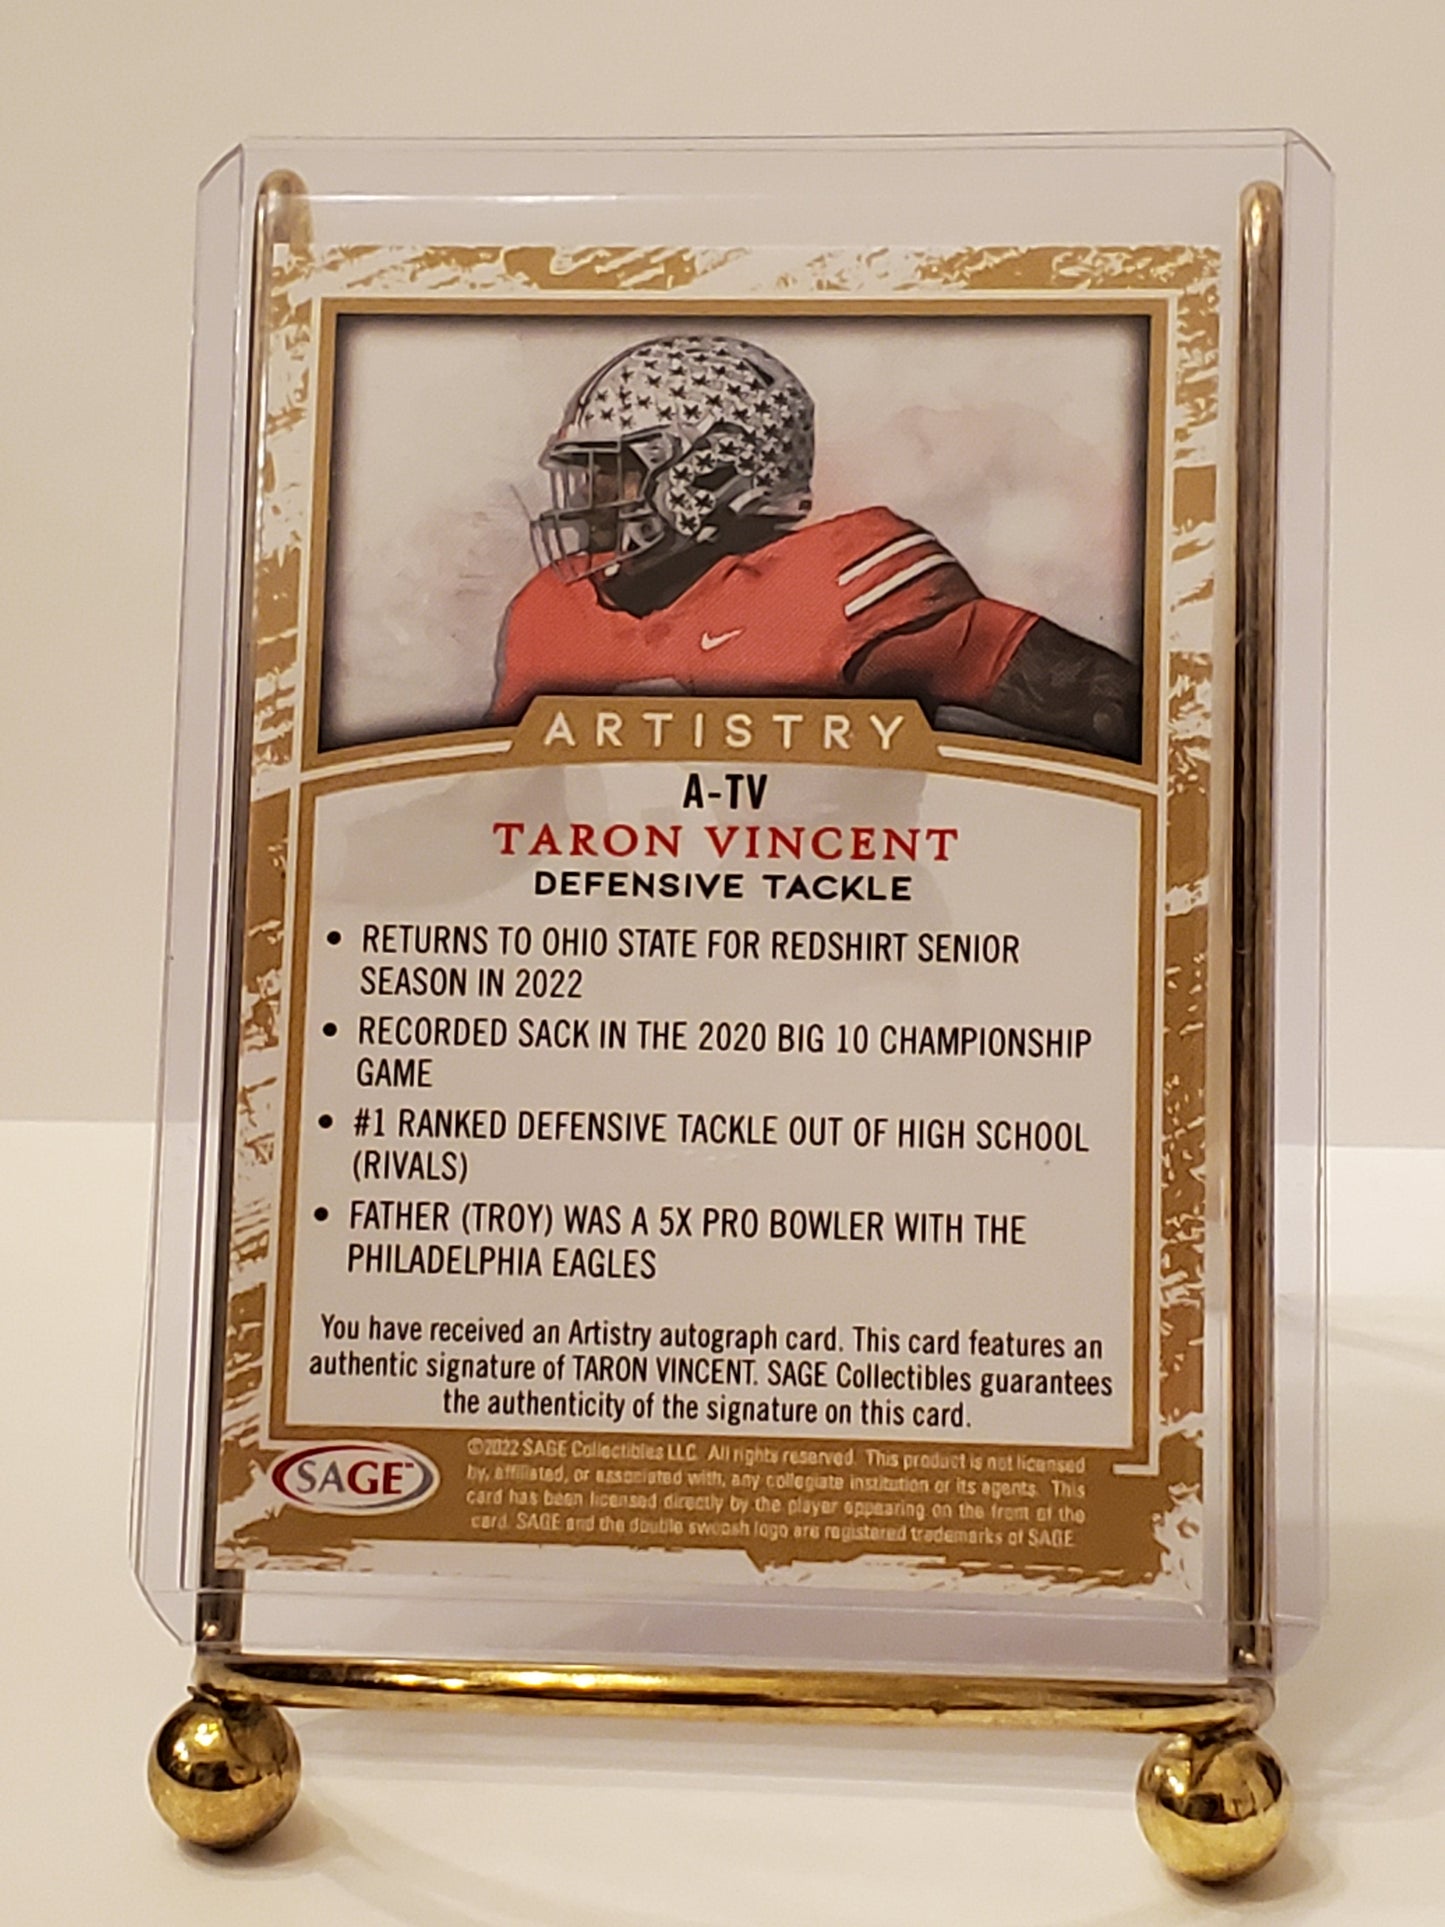 ARTISTRY
A-TV
TARON VINCENT
DEFENSIVE TACKLE
• RETURNS TO OHIO STATE FOR REDSHIRT SENIOR
SEASON IN 2022
• RECORDED SACK IN THE 2020 BIG 10 CHAMPIONSHIP
GAME
• #1 RANKED DEFENSIVE TACKLE OUT OF HIGH SCHOOL
(RIVALS)
• FATHER (TROY) WAS A 5X PRO BOWLER WITH THE
PHILADELPHIA EAGLES
You have received an Artistry autograph card. This card features an
authentic signature of TARON VINCENT. SAGE Collectibles guarantees
the authenticity of the signature on this card.
SAGE™
©2022 SAGE Collectibles LLC. All rights reserved. This product is not licensed
by, affiliated, or associated with, any collegiate institution or its agents. This
card has been licensed directly by the player appearing on the front of the
card. SAGE and the double swoosh logo are registered trademarks of SAGE